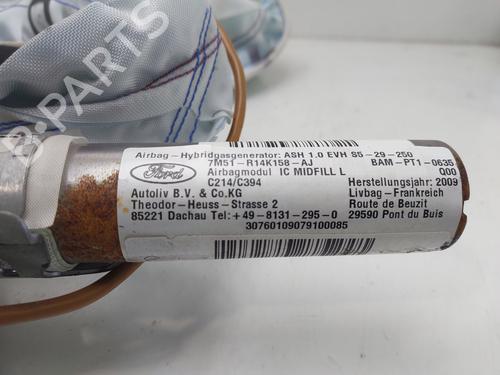 B-PARTS
Airbag-Hybridgasgenerator: ASH 1.0 EVH 85-29-250
7M51-R14K158-AJ BAM-PT1-0635
Ford Airbagmodul IC MIDFILL L Q00
C214/C394 Herstellungsjahr: 2009
Autoliv B.V. & Co.KG Livbag-Frankreich
Theodor-Heuss-Strasse 2 Route de Beuzit
85221 Dachau Tel:+49-8131-295-0 29590 Pont du Buis
30760109079100085